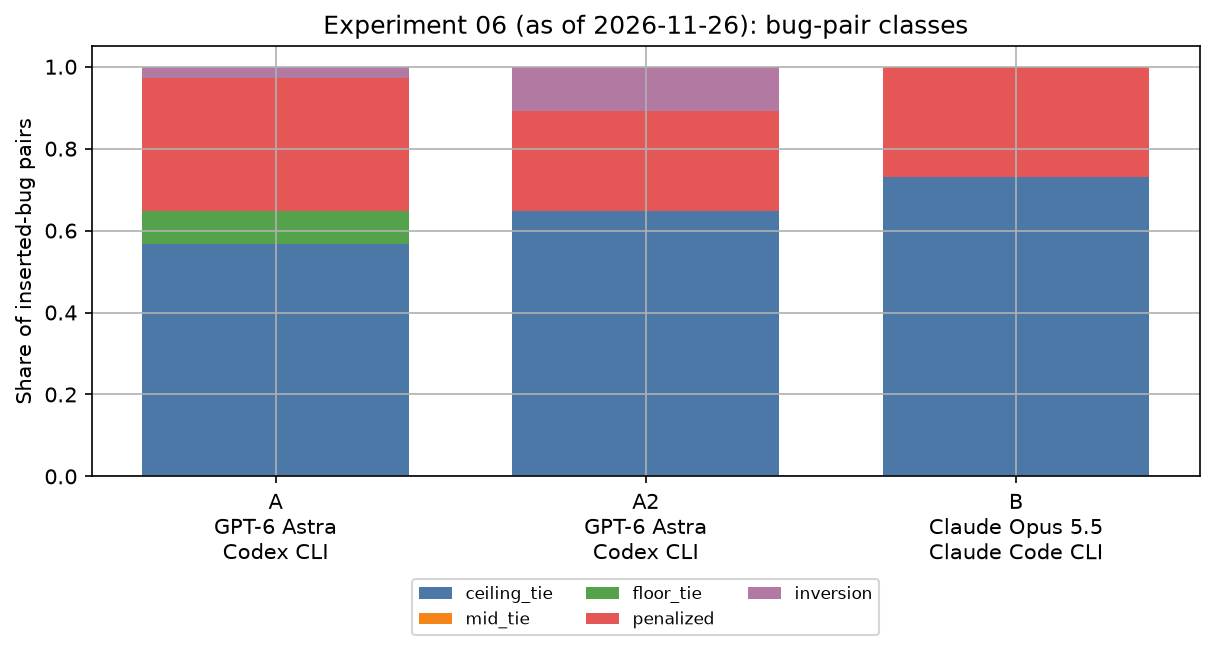 Experiment 06 (as of 2026-11-26): bug-pair classes
Share of inserted-bug pairs
1.0
0.8
0.6
0.4
0.2
0.0
A
GPT-6 Astra
Codex CLI
A2
GPT-6 Astra
Codex CLI
B
Claude Opus 5.5
Claude Code CLI
ceiling_tie
mid_tie
floor_tie
penalized
inversion